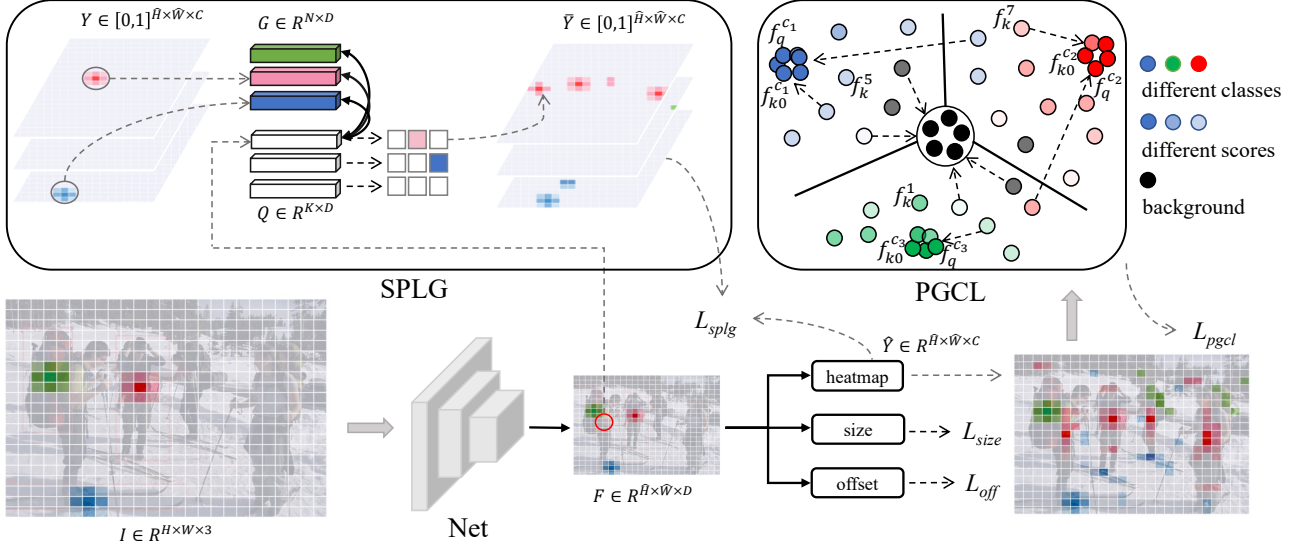 Y ∈ [0,1]^{Ĥ×Ŵ×C}
G ∈ R^{N×D}
Ȳ ∈ [0,1]^{Ĥ×Ŵ×C}
Q ∈ R^{K×D}
SPLG
f_q^{c_1}
f_{k0}^{c_1}
f_k^5
f_k^7
f_{k0}^{c_2}
f_q^{c_2}
f_k^1
f_{k0}^{c_3}
f_q^{c_3}
PGCL
different classes
different scores
background
L_{splg}
Ŷ ∈ R^{Ĥ×Ŵ×C}
L_{pgcl}
heatmap
size
L_{size}
offset
L_{off}
F ∈ R^{Ĥ×Ŵ×D}
Net
I ∈ R^{H×W×3}